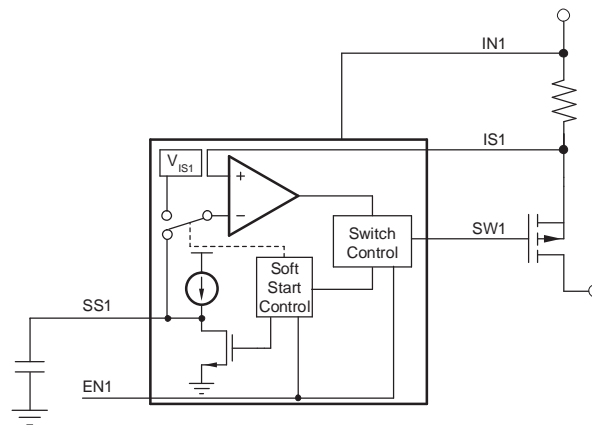 IN1
IS1
V IS1
+
−
Switch
Control
SW1
Soft
Start
Control
SS1
EN1